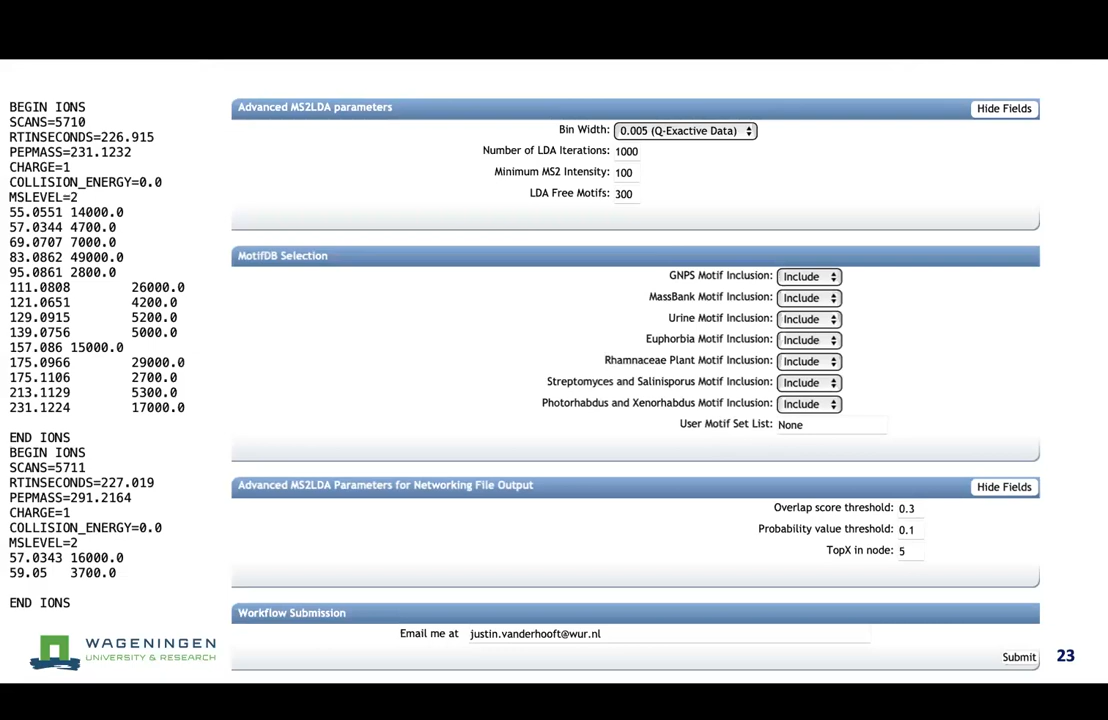 BEGIN IONS
SCANS=5710
RTINSECONDS=226.915
PEPMASS=231.1232
CHARGE=1
COLLISION_ENERGY=0.0
MSLEVEL=2
55.0551 14000.0
57.0344 4700.0
69.0707 7000.0
83.0862 49000.0
95.0861 2800.0
111.0808 26000.0
121.0651 4200.0
129.0915 5200.0
139.0756 5000.0
157.086 15000.0
175.0966 29000.0
175.1106 2700.0
213.1129 5300.0
231.1224 17000.0
END IONS
BEGIN IONS
SCANS=5711
RTINSECONDS=227.019
PEPMASS=291.2164
CHARGE=1
COLLISION_ENERGY=0.0
MSLEVEL=2
57.0343 16000.0
59.05 3700.0
END IONS
WAGENINGEN
UNIVERSITY & RESEARCH
Advanced MS2LDA parameters Hide Fields
Bin Width: 0.005 (Q-Exactive Data)
Number of LDA Iterations: 1000
Minimum MS2 Intensity: 100
LDA Free Motifs: 300
MotifDB Selection
GNPS Motif Inclusion: Include
MassBank Motif Inclusion: Include
Urine Motif Inclusion: Include
Euphorbia Motif Inclusion: Include
Rhamnaceae Plant Motif Inclusion: Include
Streptomyces and Salinisporus Motif Inclusion: Include
Photorhabdus and Xenorhabdus Motif Inclusion: Include
User Motif Set List: None
Advanced MS2LDA Parameters for Networking File Output Hide Fields
Overlap score threshold: 0.3
Probability value threshold: 0.1
TopX in node: 5
Workflow Submission
Email me at justin.vanderhooft@wur.nl
Submit
23